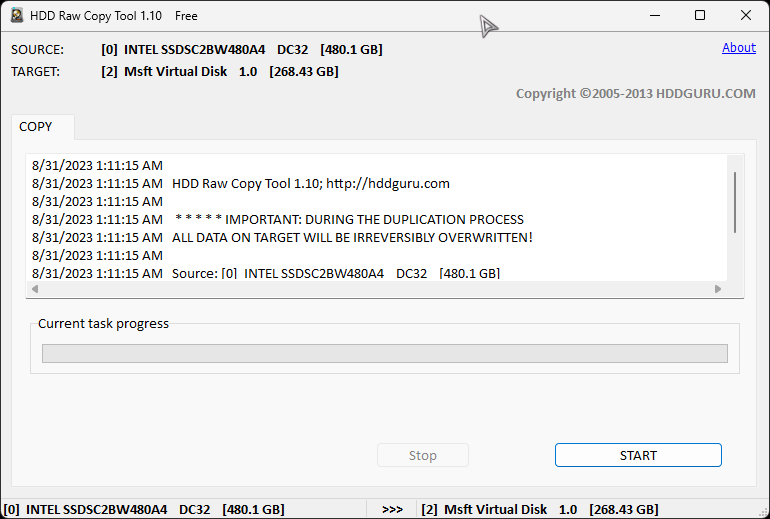 HDD Raw Copy Tool 1.10 Free
SOURCE: [0] INTEL SSDSC2BW480A4 DC32 [480.1 GB] About
TARGET: [2] Msft Virtual Disk 1.0 [268.43 GB]
Copyright ©2005-2013 HDDGURU.COM
COPY
8/31/2023 1:11:15 AM
8/31/2023 1:11:15 AM HDD Raw Copy Tool 1.10; http://hddguru.com
8/31/2023 1:11:15 AM
8/31/2023 1:11:15 AM * * * * * IMPORTANT: DURING THE DUPLICATION PROCESS
8/31/2023 1:11:15 AM ALL DATA ON TARGET WILL BE IRREVERSIBLY OVERWRITTEN!
8/31/2023 1:11:15 AM
8/31/2023 1:11:15 AM Source: [0] INTEL SSDSC2BW480A4 DC32 [480.1 GB]
Current task progress
Stop START
[0] INTEL SSDSC2BW480A4 DC32 [480.1 GB] >>> [2] Msft Virtual Disk 1.0 [268.43 GB]